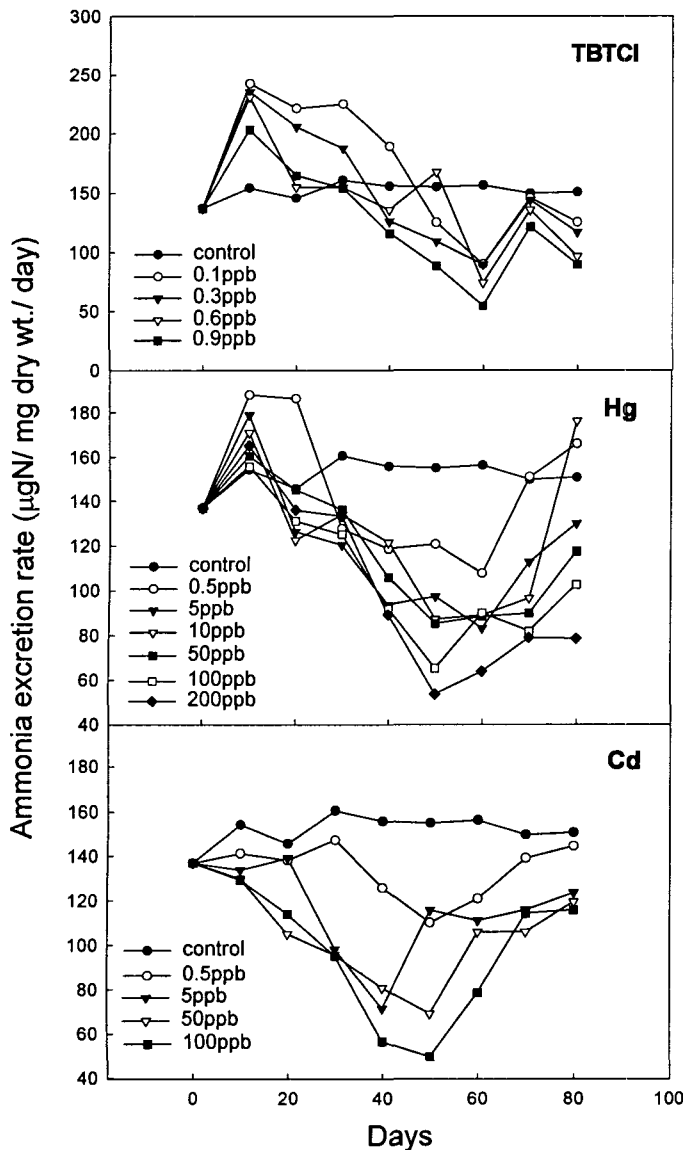 Ammonia excretion rate (µgN/ mg dry wt./ day)
300
250
200
150
100
50
0
TBTCl
control
0.1ppb
0.3ppb
0.6ppb
0.9ppb
180
160
140
120
100
80
60
40
Hg
control
0.5ppb
5ppb
10ppb
50ppb
100ppb
200ppb
180
160
140
120
100
80
60
40
Cd
control
0.5ppb
5ppb
50ppb
100ppb
0 20 40 60 80 100
Days